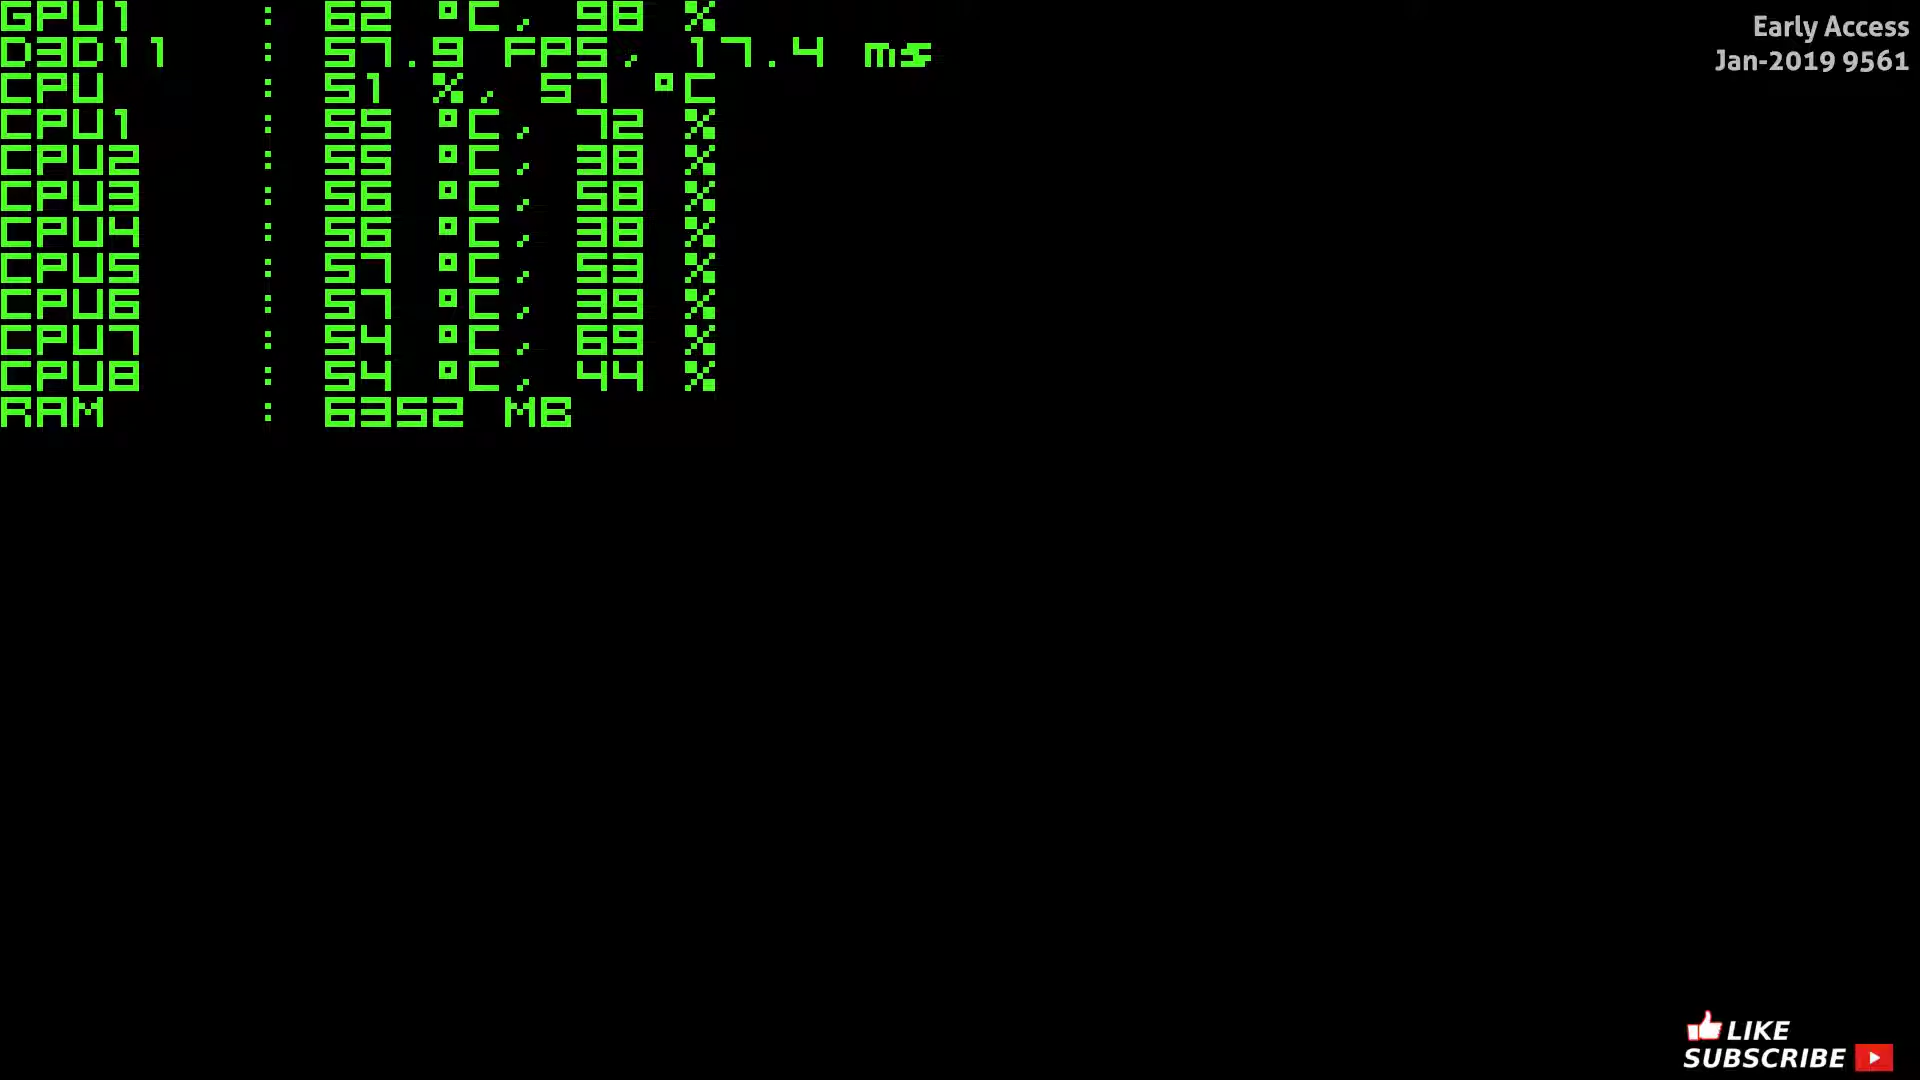 GPU1 : 62 °C, 98 %
D3D11 : 57.9 FPS, 17.4 ms
CPU : 51 %, 57 °C
CPU1 : 55 °C, 72 %
CPU2 : 55 °C, 38 %
CPU3 : 56 °C, 58 %
CPU4 : 56 °C, 38 %
CPU5 : 57 °C, 53 %
CPU6 : 57 °C, 39 %
CPU7 : 54 °C, 69 %
CPU8 : 54 °C, 44 %
RAM : 6352 MB
Early Access
Jan-2019 9561
LIKE
SUBSCRIBE